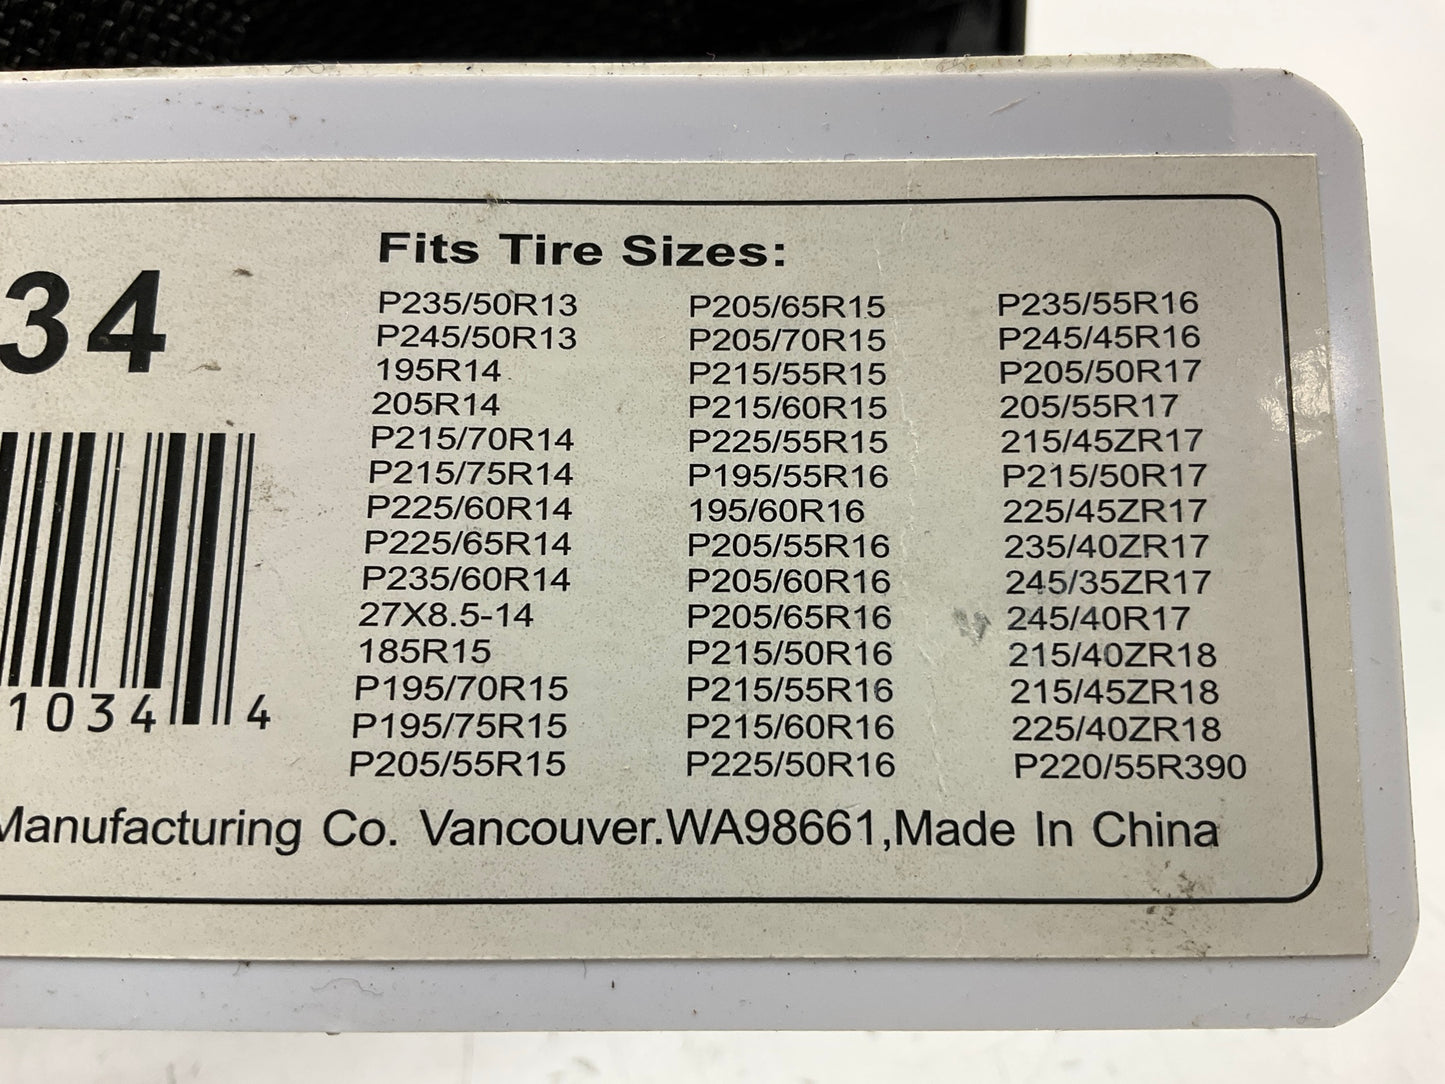 34
1034 4
Fits Tire Sizes:
P235/50R13
P245/50R13
195R14
205R14
P215/70R14
P215/75R14
P225/60R14
P225/65R14
P235/60R14
27X8.5-14
185R15
P195/70R15
P195/75R15
P205/55R15
P205/65R15
P205/70R15
P215/55R15
P215/60R15
P225/55R15
P195/55R16
195/60R16
P205/55R16
P205/60R16
P205/65R16
P215/50R16
P215/55R16
P215/60R16
P225/50R16
P235/55R16
P245/45R16
P205/50R17
205/55R17
215/45ZR17
P215/50R17
225/45ZR17
235/40ZR17
245/35ZR17
245/40R17
215/40ZR18
215/45ZR18
225/40ZR18
P220/55R390
Manufacturing Co. Vancouver.WA98661,Made In China